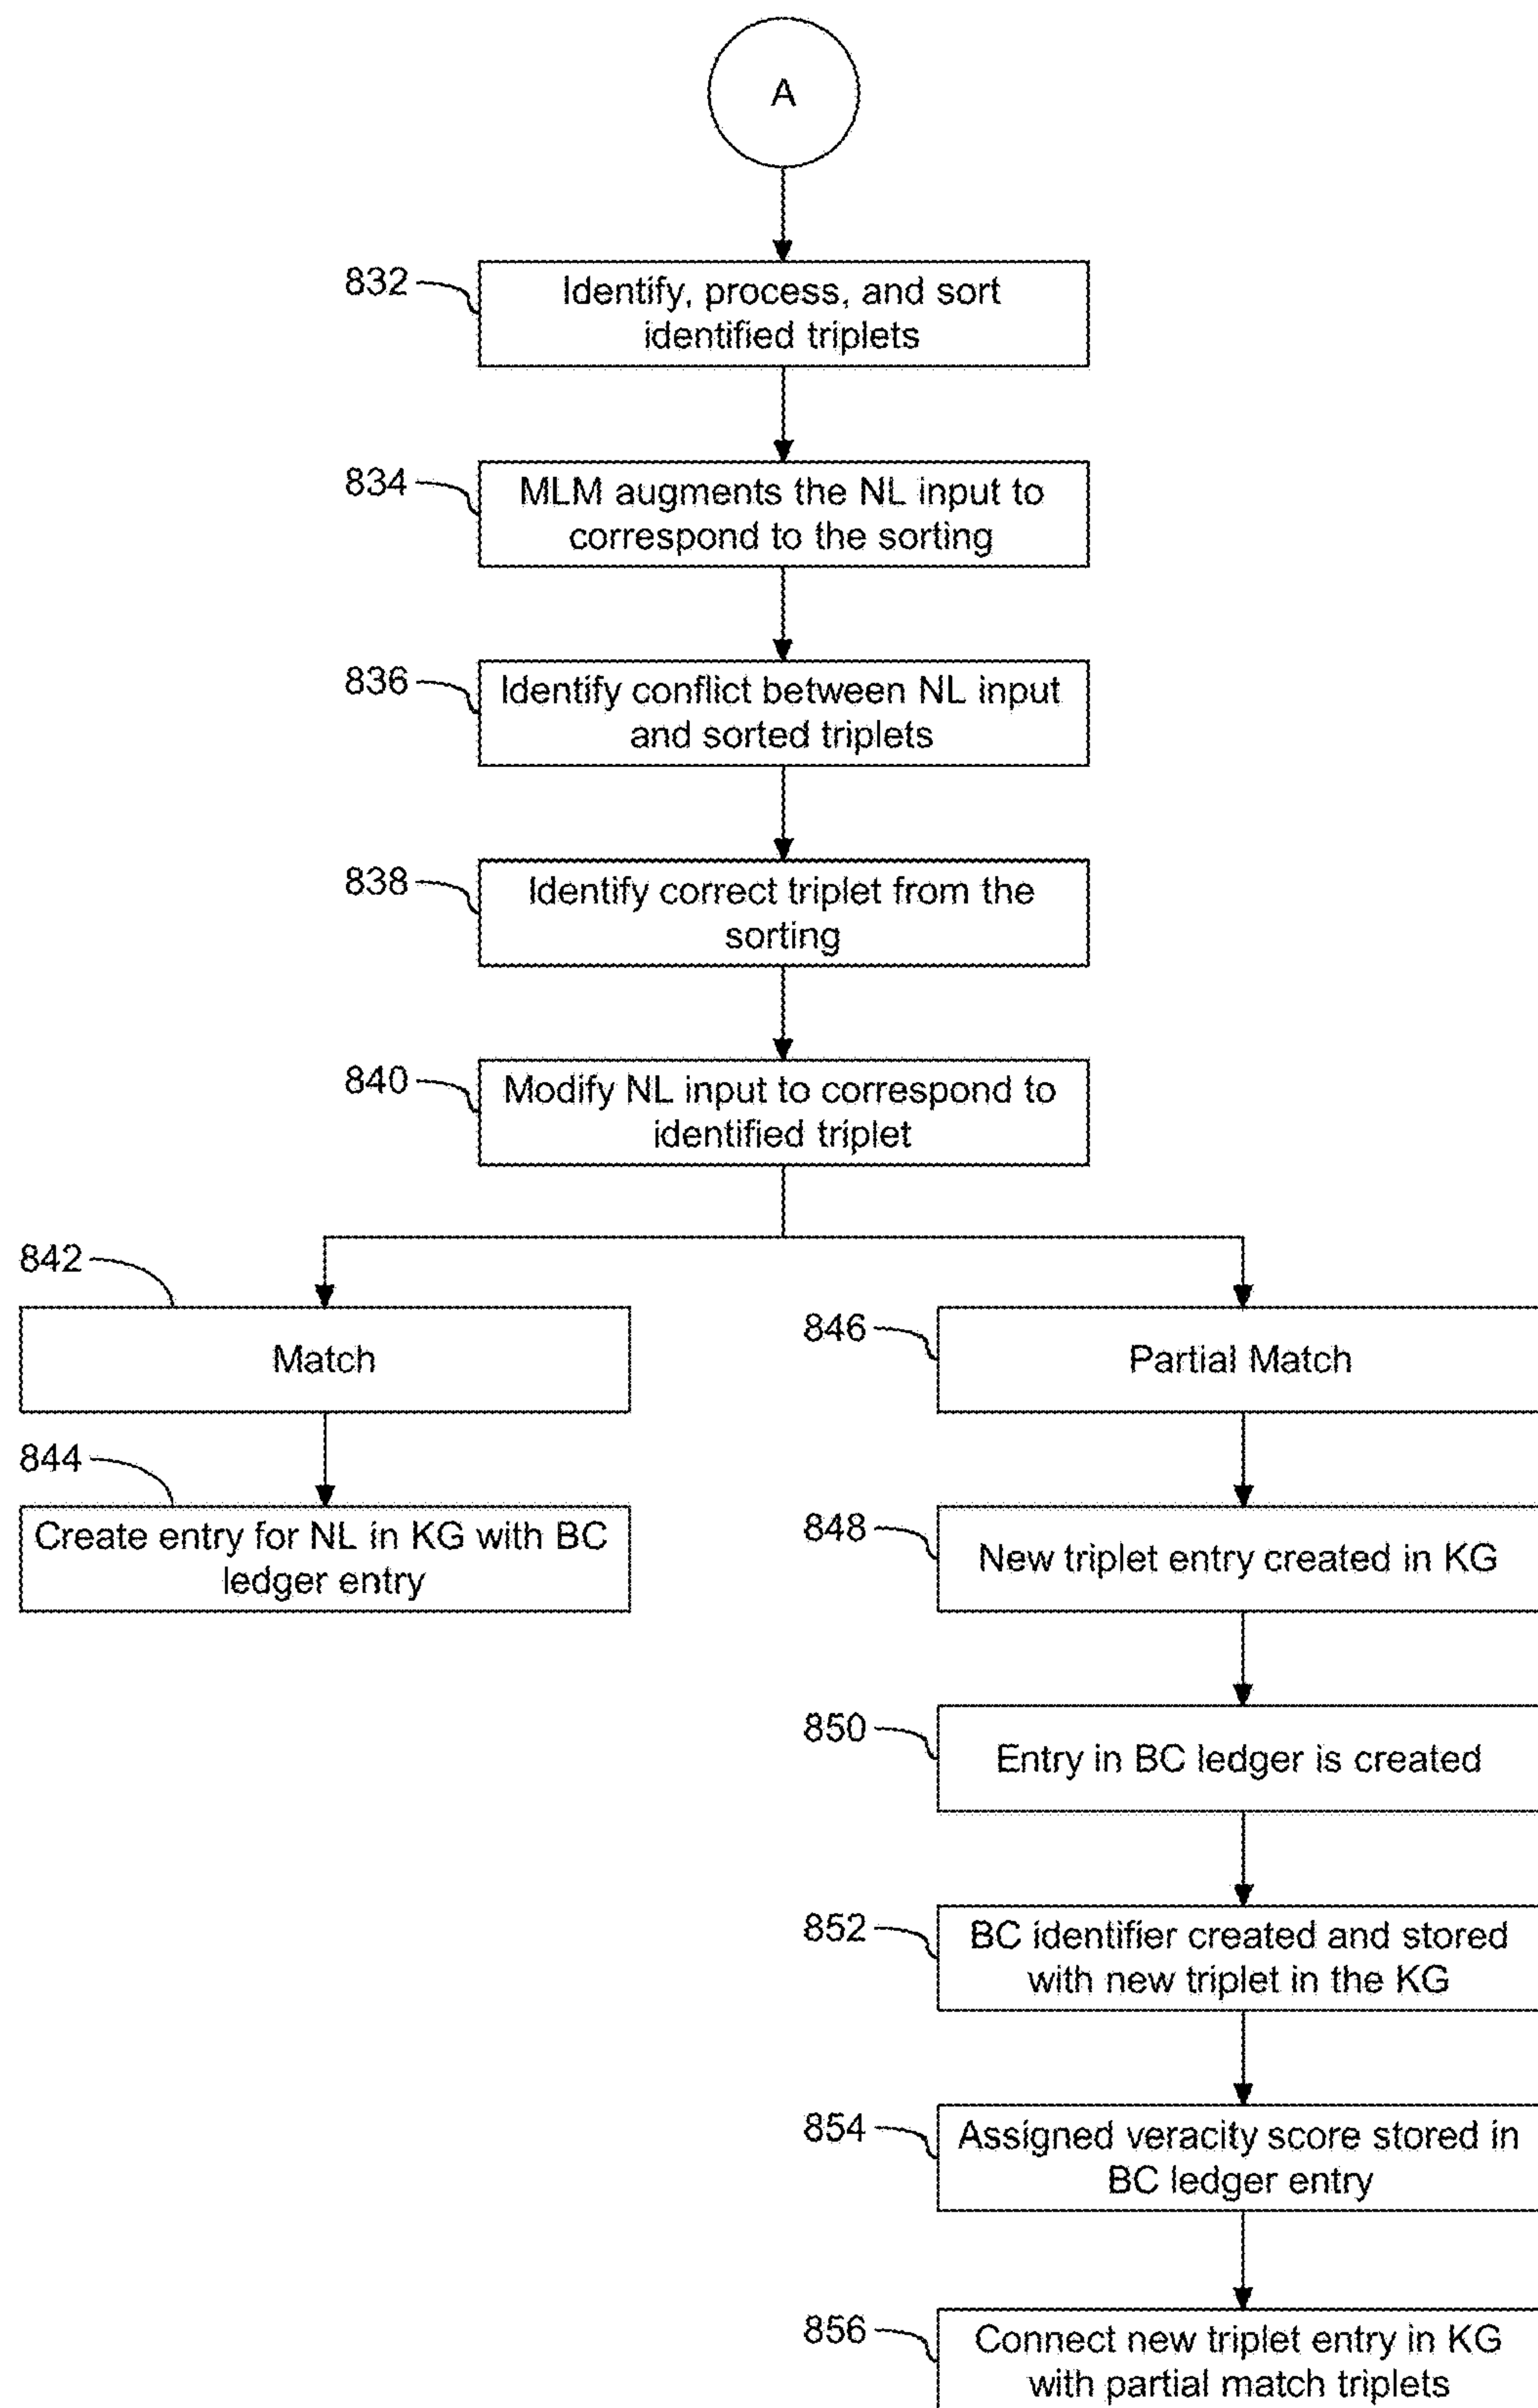 A
832
Identify, process, and sort
identified triplets
834
MLM augments the NL input to
correspond to the sorting
836
Identify conflict between NL input
and sorted triplets
838
Identify correct triplet from the
sorting
840
Modify NL input to correspond to
identified triplet
842
Match
844
Create entry for NL in KG with BC
ledger entry
846
Partial Match
848
New triplet entry created in KG
850
Entry in BC ledger is created
852
BC identifier created and stored
with new triplet in the KG
854
Assigned veracity score stored in
BC ledger entry
856
Connect new triplet entry in KG
with partial match triplets